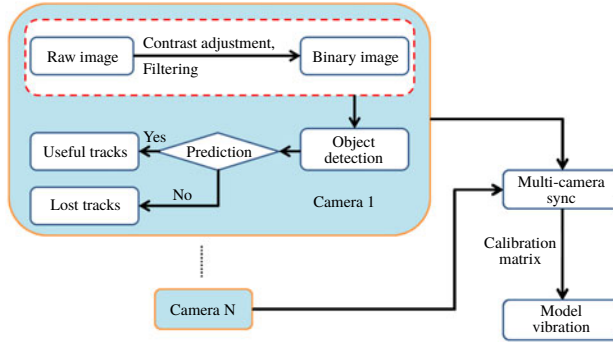 Raw image
Contrast adjustment,
Filtering
Binary image
Useful tracks
Yes
Prediction
Object
detection
Lost tracks
No
Camera 1
Multi-camera
sync
Calibration
matrix
Camera N
Model
vibration